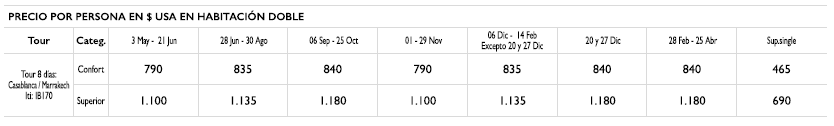 PRECIO POR PERSONA EN $ USA EN HABITACIÓN DOBLE
Tour Categ. 3 May - 21 Jun 28 Jun - 30 Ago 06 Sep - 25 Oct 01 - 29 Nov 06 Dic - 14 Feb Excepto 20 y 27 Dic 20 y 27 Dic 28 Feb - 25 Abr Sup.single
Tour 8 días:
Casablanca / Marrakech
Iti: IB170
Confort 790 835 840 790 835 840 840 465
Superior 1.100 1.135 1.180 1.100 1.135 1.180 1.180 690